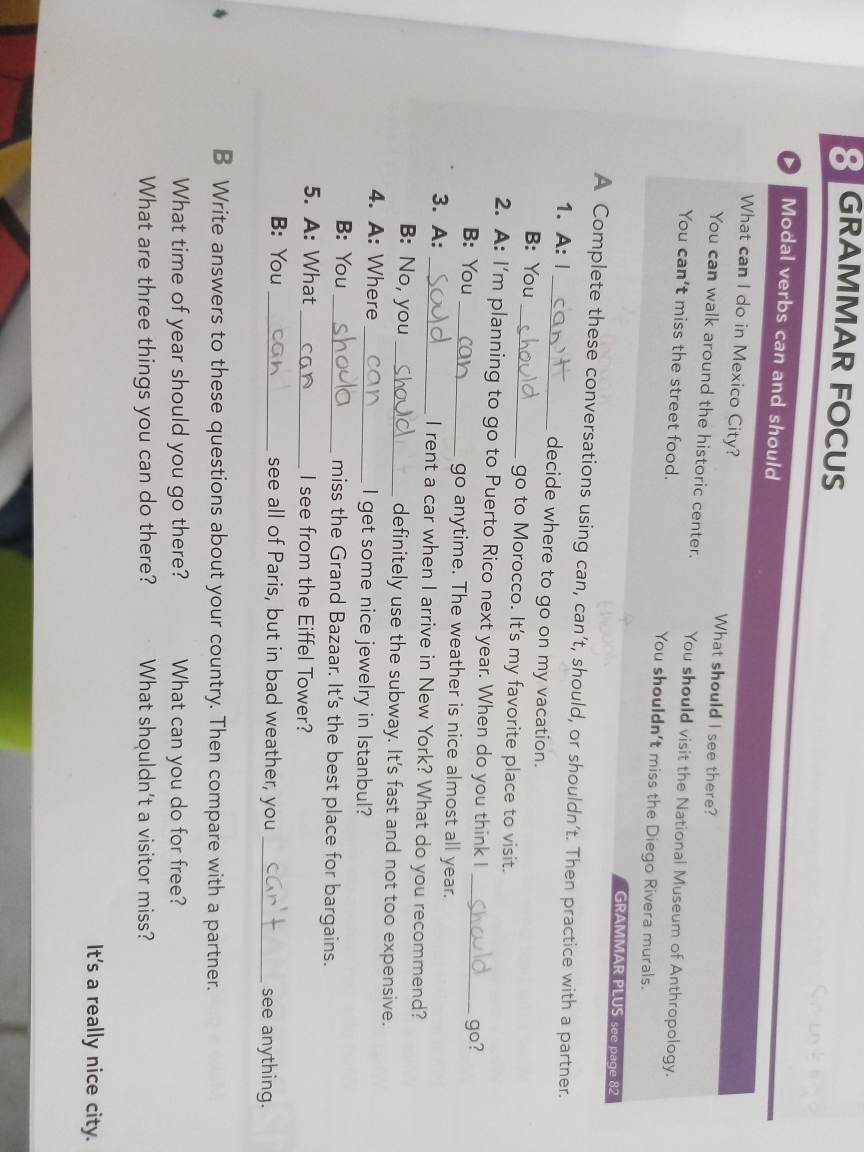 8 GRAMMAR FOCUS
Modal verbs can and should
What can I do in Mexico City?
You can walk around the historic center.
You can't miss the street food.
What should I see there?
You should visit the National Museum of Anthropology.
You shouldn't miss the Diego Rivera murals.
GRAMMAR PLUS see page 82
A Complete these conversations using can, can't, should, or shouldn't. Then practice with a partner.
1. A: I can't decide where to go on my vacation.
B: You should go to Morocco. It's my favorite place to visit.
2. A: I'm planning to go to Puerto Rico next year. When do you think I should go?
B: You can go anytime. The weather is nice almost all year.
3. A: Sould I rent a car when I arrive in New York? What do you recommend?
B: No, you should definitely use the subway. It's fast and not too expensive.
4. A: Where can I get some nice jewelry in Istanbul?
B: You should miss the Grand Bazaar. It's the best place for bargains.
5. A: What can I see from the Eiffel Tower?
B: You can see all of Paris, but in bad weather, you can't see anything.
B Write answers to these questions about your country. Then compare with a partner.
What time of year should you go there? What can you do for free?
What are three things you can do there? What shouldn't a visitor miss?
It's a really nice city.